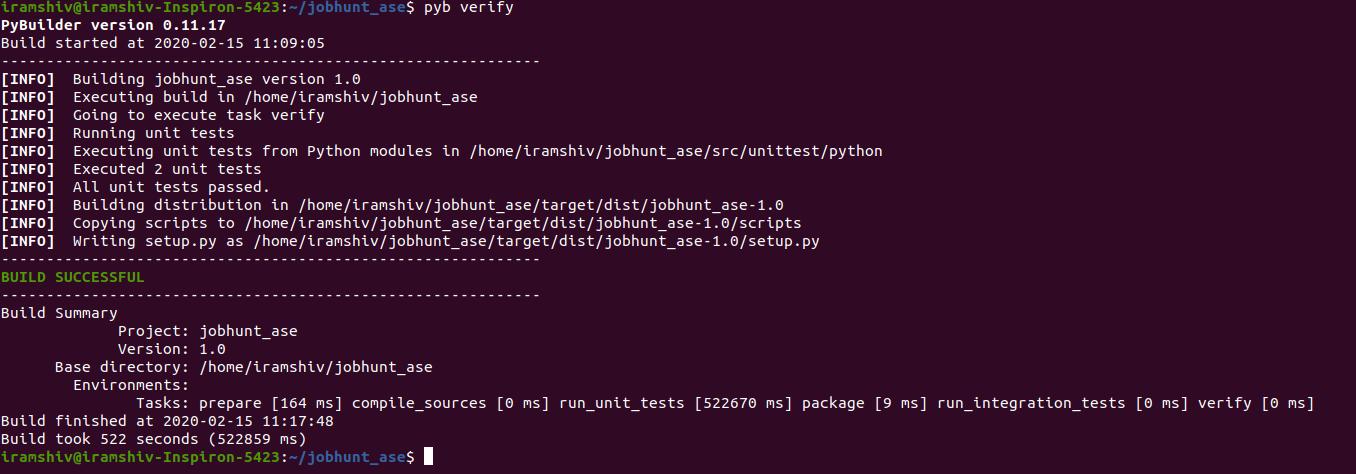 iramshiv@iramshiv-Inspiron-5423:~/jobhunt_ase$ pyb verify
PyBuilder version 0.11.17
Build started at 2020-02-15 11:09:05
------------------------------------------------------------
[INFO]  Building jobhunt_ase version 1.0
[INFO]  Executing build in /home/iramshiv/jobhunt_ase
[INFO]  Going to execute task verify
[INFO]  Running unit tests
[INFO]  Executing unit tests from Python modules in /home/iramshiv/jobhunt_ase/src/unittest/python
[INFO]  Executed 2 unit tests
[INFO]  All unit tests passed.
[INFO]  Building distribution in /home/iramshiv/jobhunt_ase/target/dist/jobhunt_ase-1.0
[INFO]  Copying scripts to /home/iramshiv/jobhunt_ase/target/dist/jobhunt_ase-1.0/scripts
[INFO]  Writing setup.py as /home/iramshiv/jobhunt_ase/target/dist/jobhunt_ase-1.0/setup.py
------------------------------------------------------------
BUILD SUCCESSFUL
------------------------------------------------------------
Build Summary
             Project: jobhunt_ase
             Version: 1.0
      Base directory: /home/iramshiv/jobhunt_ase
        Environments:
               Tasks: prepare [164 ms] compile_sources [0 ms] run_unit_tests [522670 ms] package [9 ms] run_integration_tests [0 ms] verify [0 ms]
Build finished at 2020-02-15 11:17:48
Build took 522 seconds (522859 ms)
iramshiv@iramshiv-Inspiron-5423:~/jobhunt_ase$